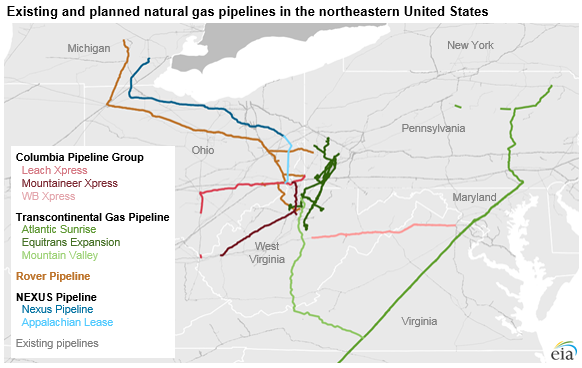 Existing and planned natural gas pipelines in the northeastern United States
Michigan
New York
Pennsylvania
Ohio
Maryland
West
Virginia
Virginia
Columbia Pipeline Group
Leach Xpress
Mountaineer Xpress
WB Xpress
Transcontinental Gas Pipeline
Atlantic Sunrise
Equitrans Expansion
Mountain Valley
Rover Pipeline
NEXUS Pipeline
Nexus Pipeline
Appalachian Lease
Existing pipelines
eia